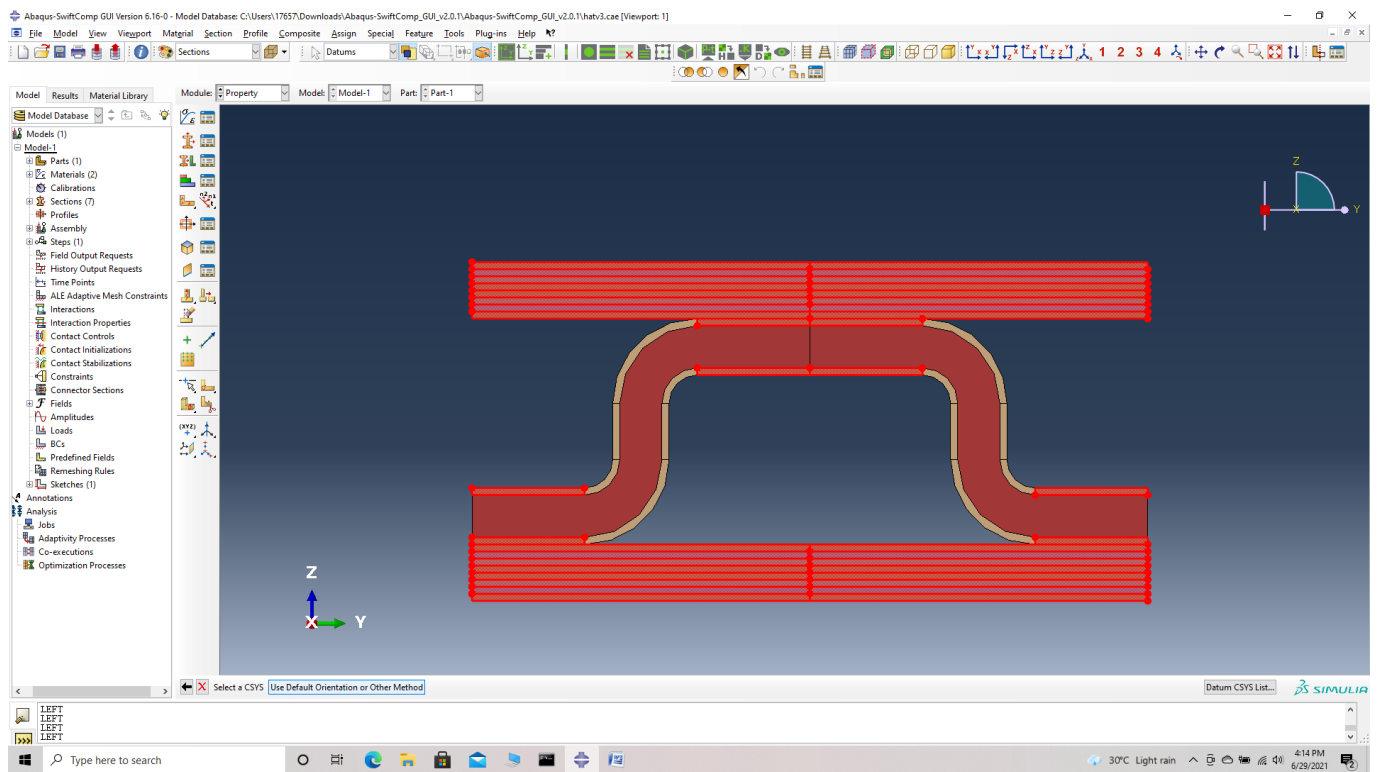 Abaqus-SwiftComp GUI Version 6.16-0 - Model Database: C:\Users\17657\Downloads\Abaqus-SwiftComp_GUI_v2.0.1\Abaqus-SwiftComp_GUI_v2.0.1\hatv3.cae [Viewport: 1]
File Model View Viewport Material Section Profile Composite Assign Special Feature Tools Plug-ins Help
Sections Datums 1 2 3 4
Model Results Material Library Module: Property Model: Model-1 Part: Part-1
Model Database
Models (1)
Model-1
Parts (1)
Materials (2)
Calibrations
Sections (7)
Profiles
Assembly
Steps (1)
Field Output Requests
History Output Requests
Time Points
ALE Adaptive Mesh Constraints
Interactions
Interaction Properties
Contact Controls
Contact Initializations
Contact Stabilizations
Constraints
Connector Sections
Fields
Amplitudes
Loads
BCs
Predefined Fields
Remeshing Rules
Sketches (1)
Annotations
Analysis
Jobs
Adaptivity Processes
Co-executions
Optimization Processes
(XYZ)
Z
X Y
Z
X Y
Select a CSYS Use Default Orientation or Other Method Datum CSYS List... SIMULIA
LEFT
LEFT
LEFT
LEFT
Type here to search 30°C Light rain 4:14 PM
6/29/2021